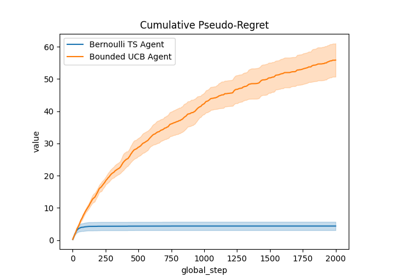 Cumulative Pseudo-Regret
Bernoulli TS Agent
Bounded UCB Agent
value
60
50
40
30
20
10
0
0 250 500 750 1000 1250 1500 1750 2000
global_step